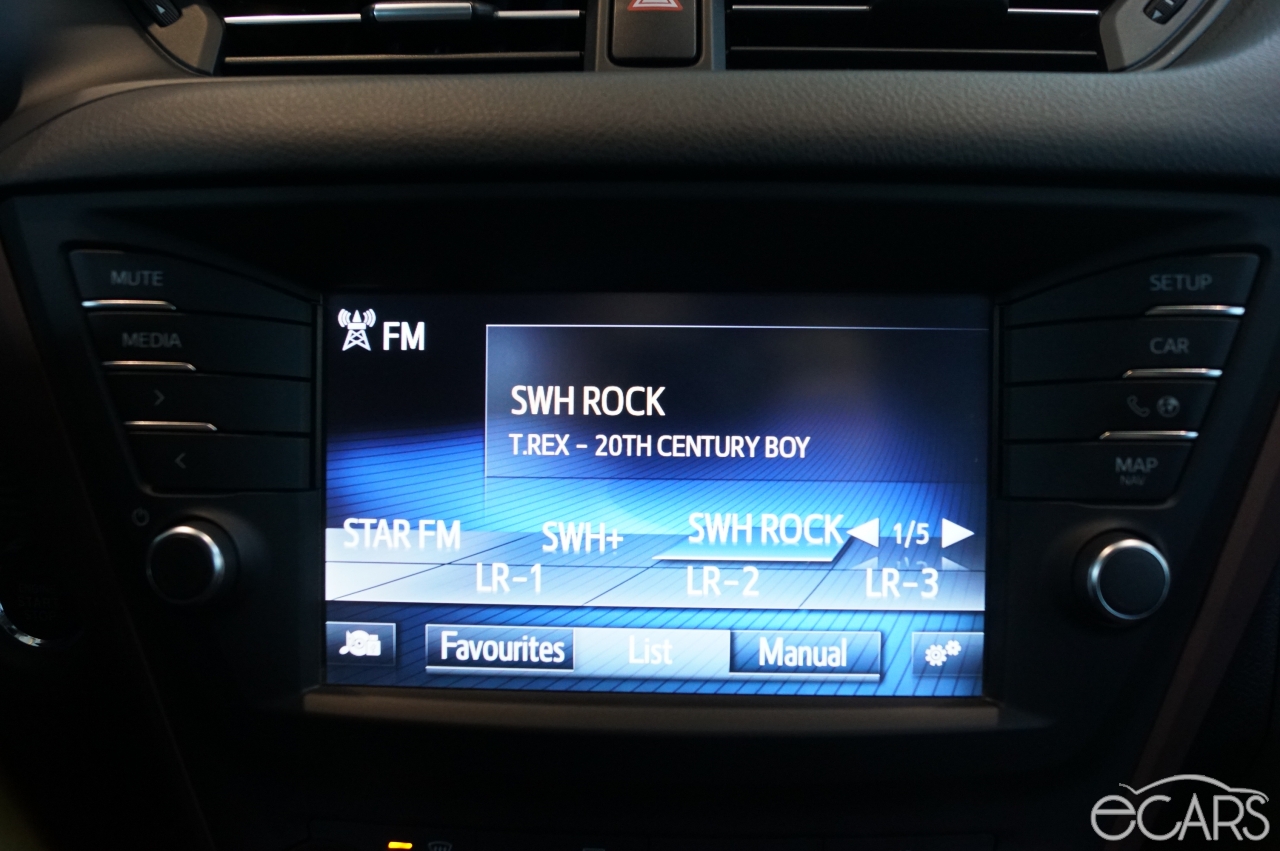 MUTE
MEDIA
SETUP
CAR
MAP
NAV
FM
SWH ROCK
T.REX - 20TH CENTURY BOY
STAR FM
SWH+
SWH ROCK
1/5
LR-1
LR-2
LR-3
Favourites
List
Manual
eCARS